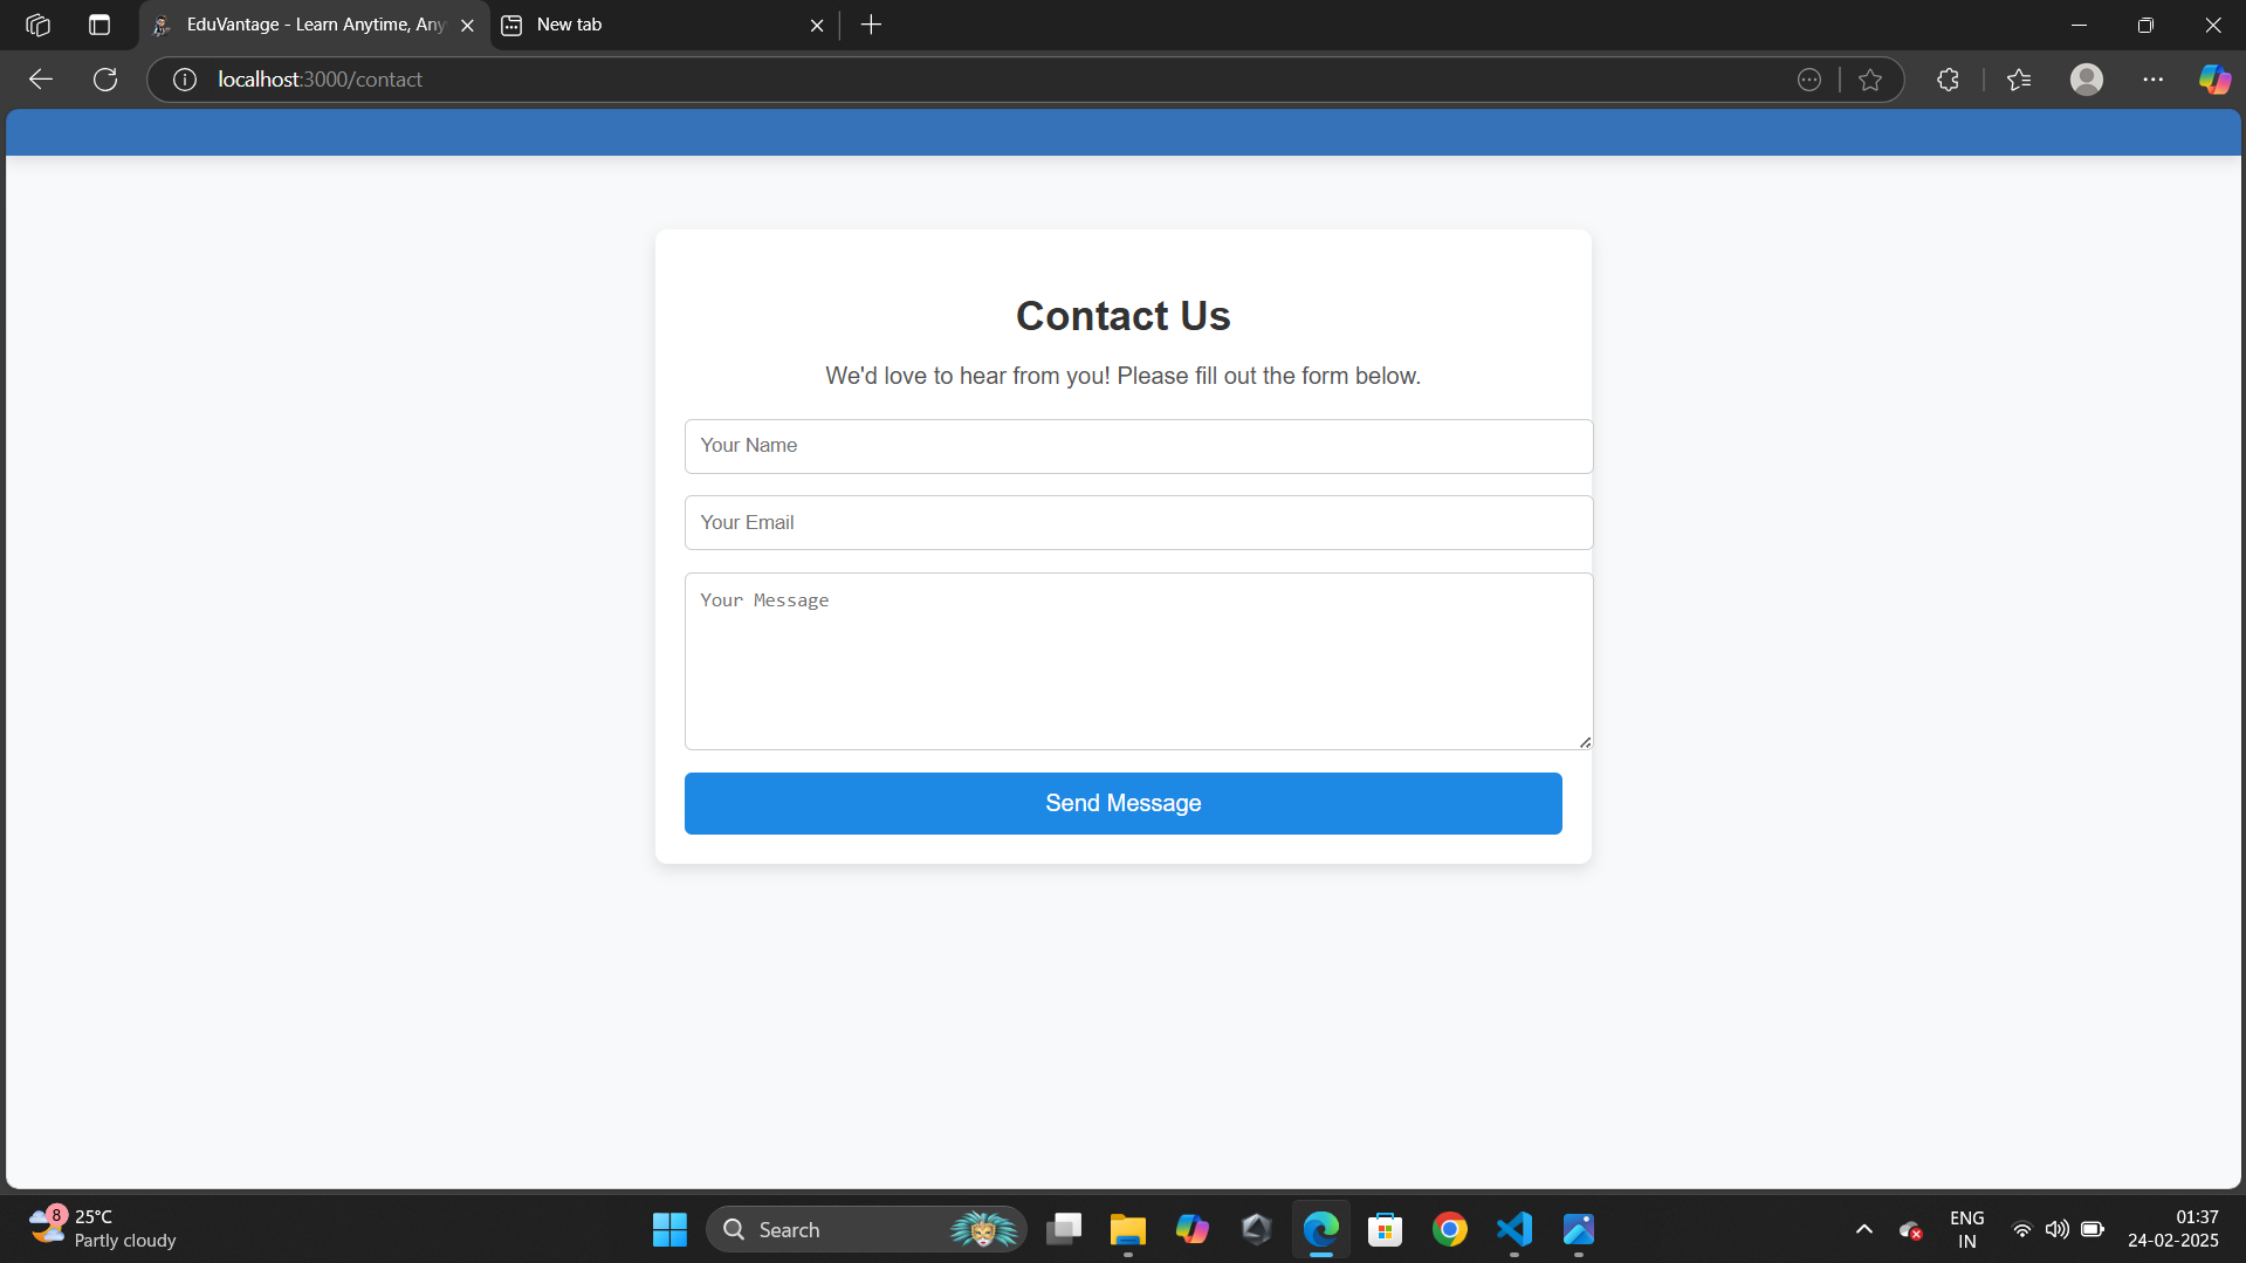 EduVantage - Learn Anytime, Any
New tab
localhost:3000/contact
Contact Us
We'd love to hear from you! Please fill out the form below.
Your Name
Your Email
Your Message
Send Message
8
25°C
Partly cloudy
Search
ENG
IN
01:37
24-02-2025